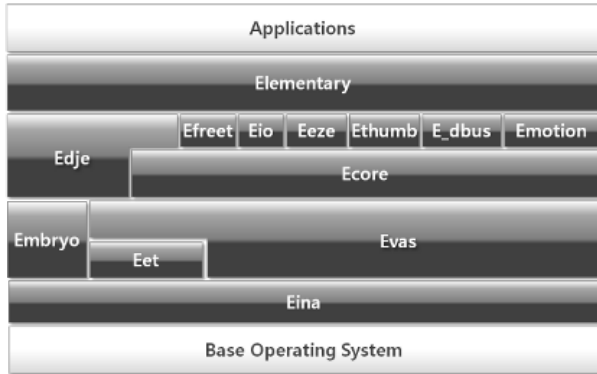 Applications
Elementary
Efreet Eio Eeze Ethumb E_dbus Emotion
Edje
Ecore
Embryo
Evas
Eet
Eina
Base Operating System